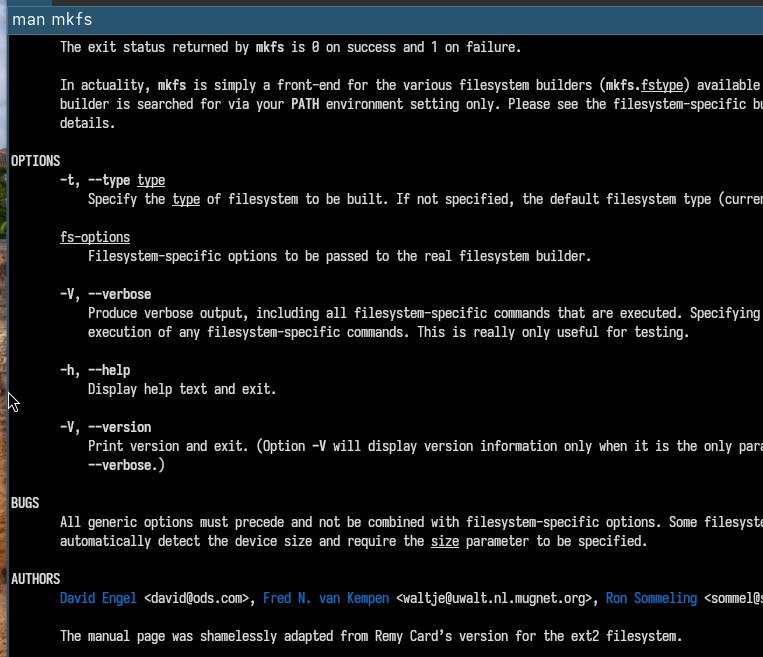 man mkfs
The exit status returned by mkfs is 0 on success and 1 on failure.
In actuality, mkfs is simply a front-end for the various filesystem builders (mkfs.fstype) available
builder is searched for via your PATH environment setting only. Please see the filesystem-specific bu
details.
OPTIONS
-t, --type type
Specify the type of filesystem to be built. If not specified, the default filesystem type (curren
fs-options
Filesystem-specific options to be passed to the real filesystem builder.
-V, --verbose
Produce verbose output, including all filesystem-specific commands that are executed. Specifying
execution of any filesystem-specific commands. This is really only useful for testing.
-h, --help
Display help text and exit.
-V, --version
Print version and exit. (Option -V will display version information only when it is the only para
--verbose.)
BUGS
All generic options must precede and not be combined with filesystem-specific options. Some filesyste
automatically detect the device size and require the size parameter to be specified.
AUTHORS
David Engel <david@ods.com>, Fred N. van Kempen <waltje@uwalt.nl.mugnet.org>, Ron Sommeling <sommel@s
The manual page was shamelessly adapted from Remy Card's version for the ext2 filesystem.